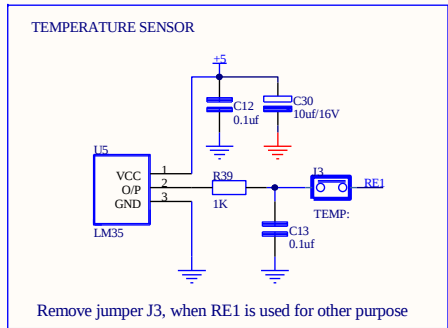 TEMPERATURE SENSOR
+5
C12
0.1uf
C30
10uf/16V
U5
VCC 1
O/P 2
GND 3
LM35
R39
1K
J3
RE1
TEMP:
C13
0.1uf
Remove jumper J3, when RE1 is used for other purpose